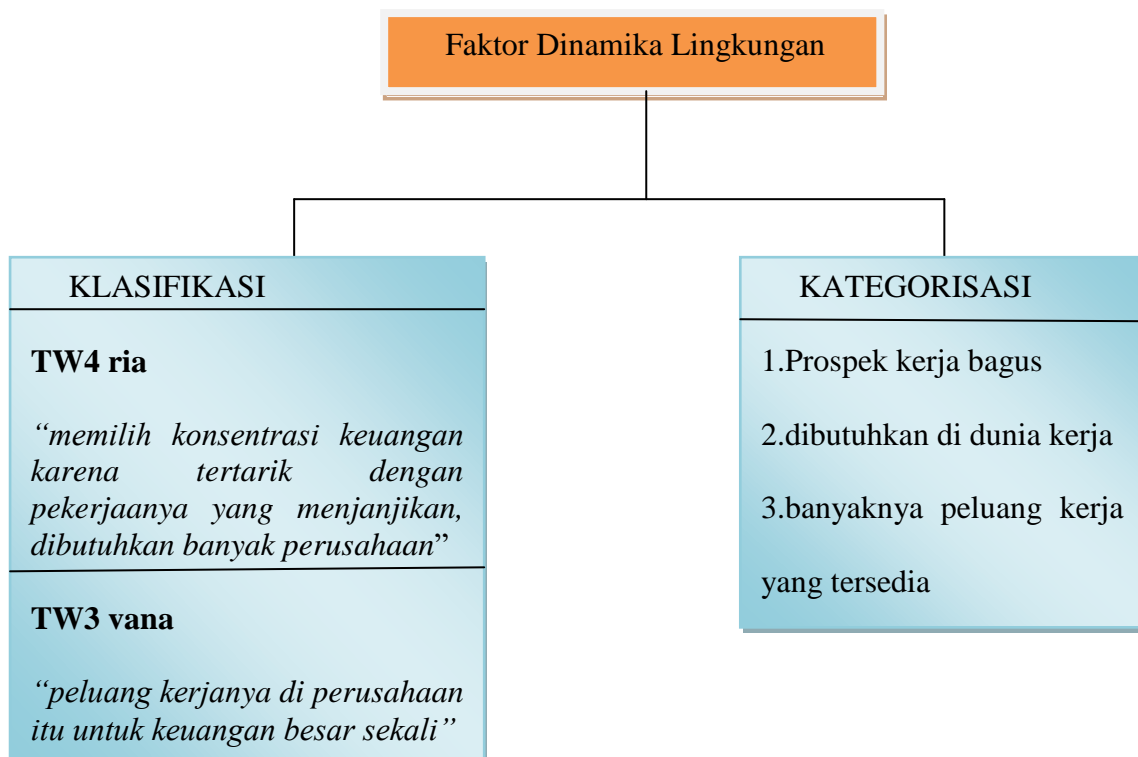 Faktor Dinamika Lingkungan
KLASIFIKASI
TW4 ria
“memilih konsentrasi keuangan
karena tertarik dengan
pekerjaanya yang menjanjikan,
dibutuhkan banyak perusahaan”
TW3 vana
“peluang kerjanya di perusahaan
itu untuk keuangan besar sekali”
KATEGORISASI
1.Prospek kerja bagus
2.dibutuhkan di dunia kerja
3.banyaknya peluang kerja
yang tersedia